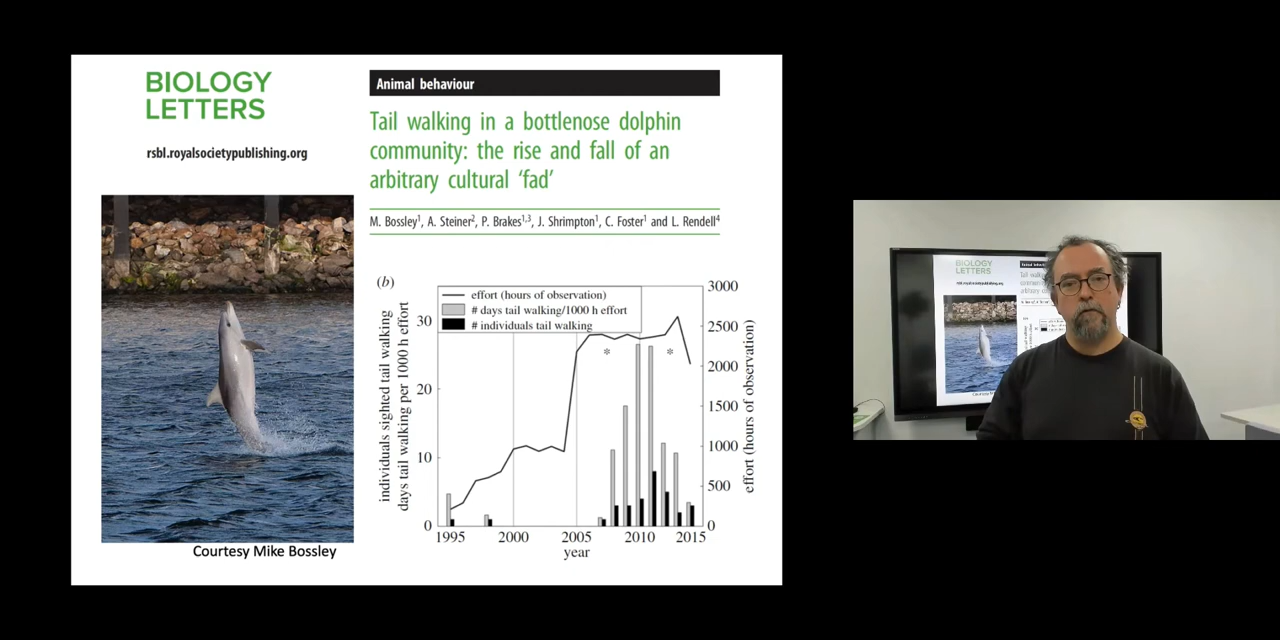 BIOLOGY
LETTERS
rsbl.royalsocietypublishing.org
Animal behaviour
Tail walking in a bottlenose dolphin
community: the rise and fall of an
arbitrary cultural 'fad'
M. Bossley1, A. Steiner2, P. Brakes1,3, J. Shrimpton1, C. Foster1 and L. Rendell4
(b)
effort (hours of observation)
# days tail walking/1000 h effort
# individuals tail walking
individuals sighted tail walking
days tail walking per 1000 h effort
30
20
10
0
* *
3000
2500
2000
1500
1000
500
0
effort (hours of observation)
1995 2000 2005 2010 2015
year
Courtesy Mike Bossley
BIOLOGY
LETTERS